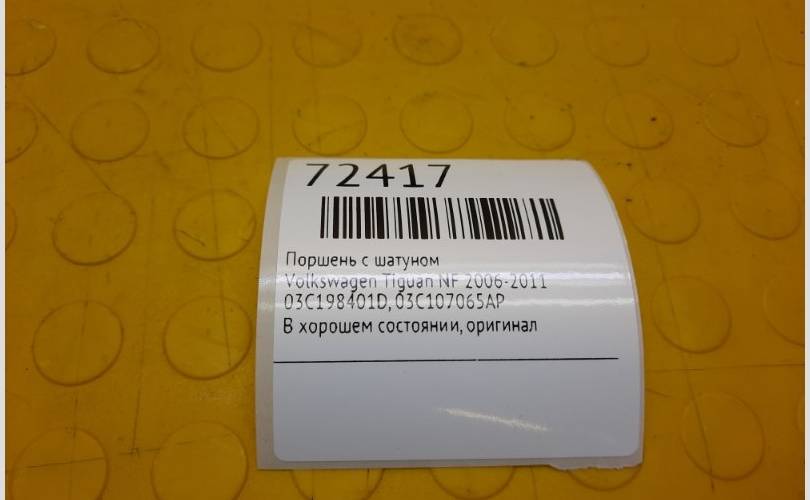 72417
Поршень с шатуном
Volkswagen Tiguan NF 2006-2011
03C198401D, 03C107065AP
В хорошем состоянии, оригинал